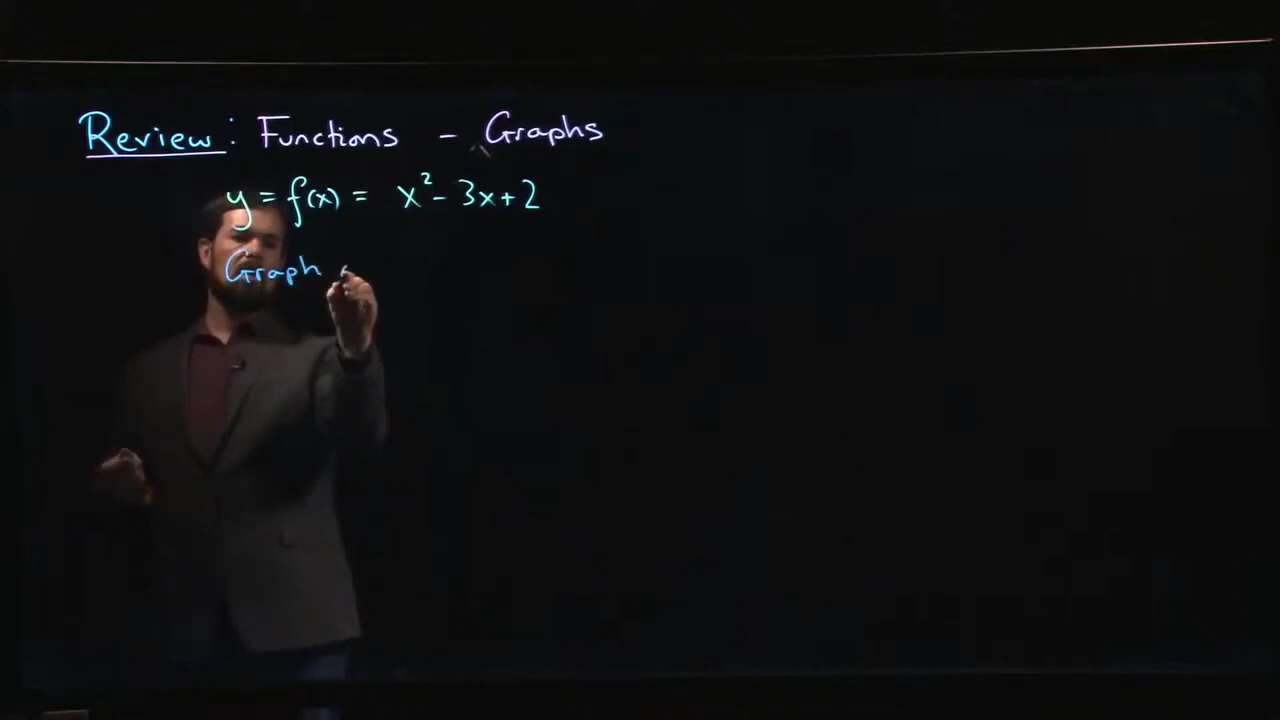 Review: Functions - Graphs
y = f(x) = x² - 3x + 2
Graph